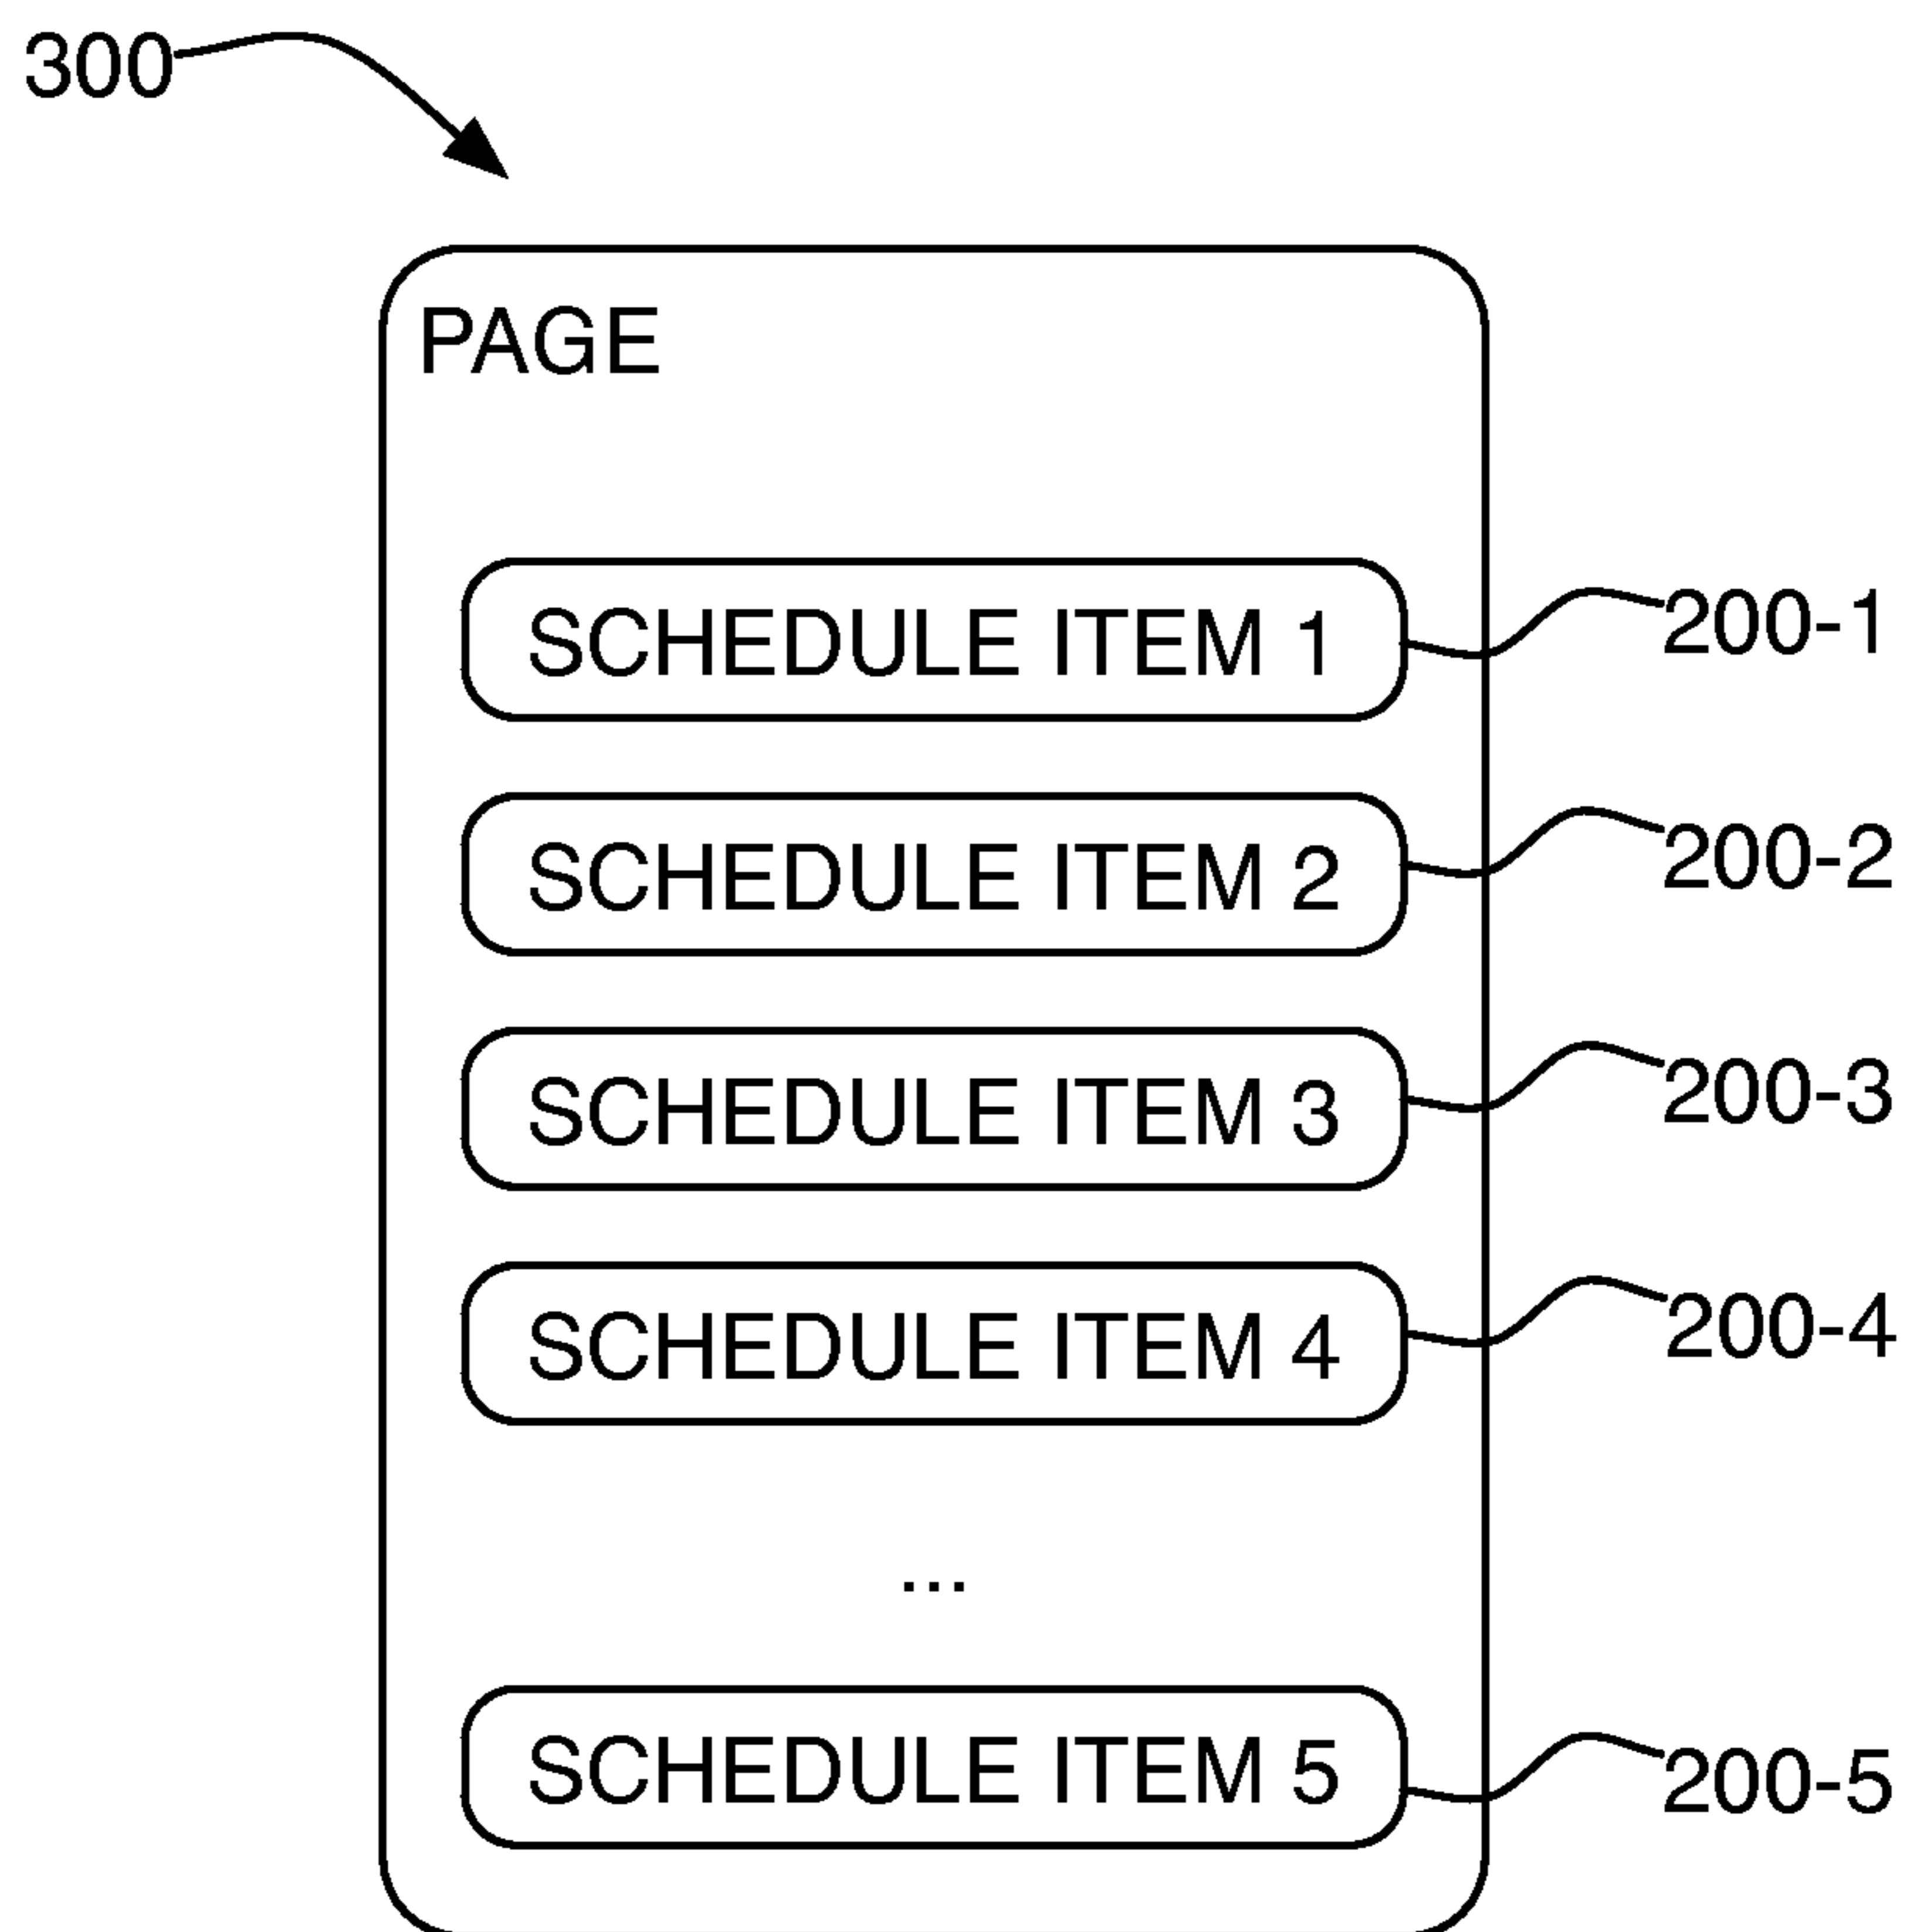 300
PAGE
SCHEDULE ITEM 1
200-1
SCHEDULE ITEM 2
200-2
SCHEDULE ITEM 3
200-3
SCHEDULE ITEM 4
200-4
...
SCHEDULE ITEM 5
200-5